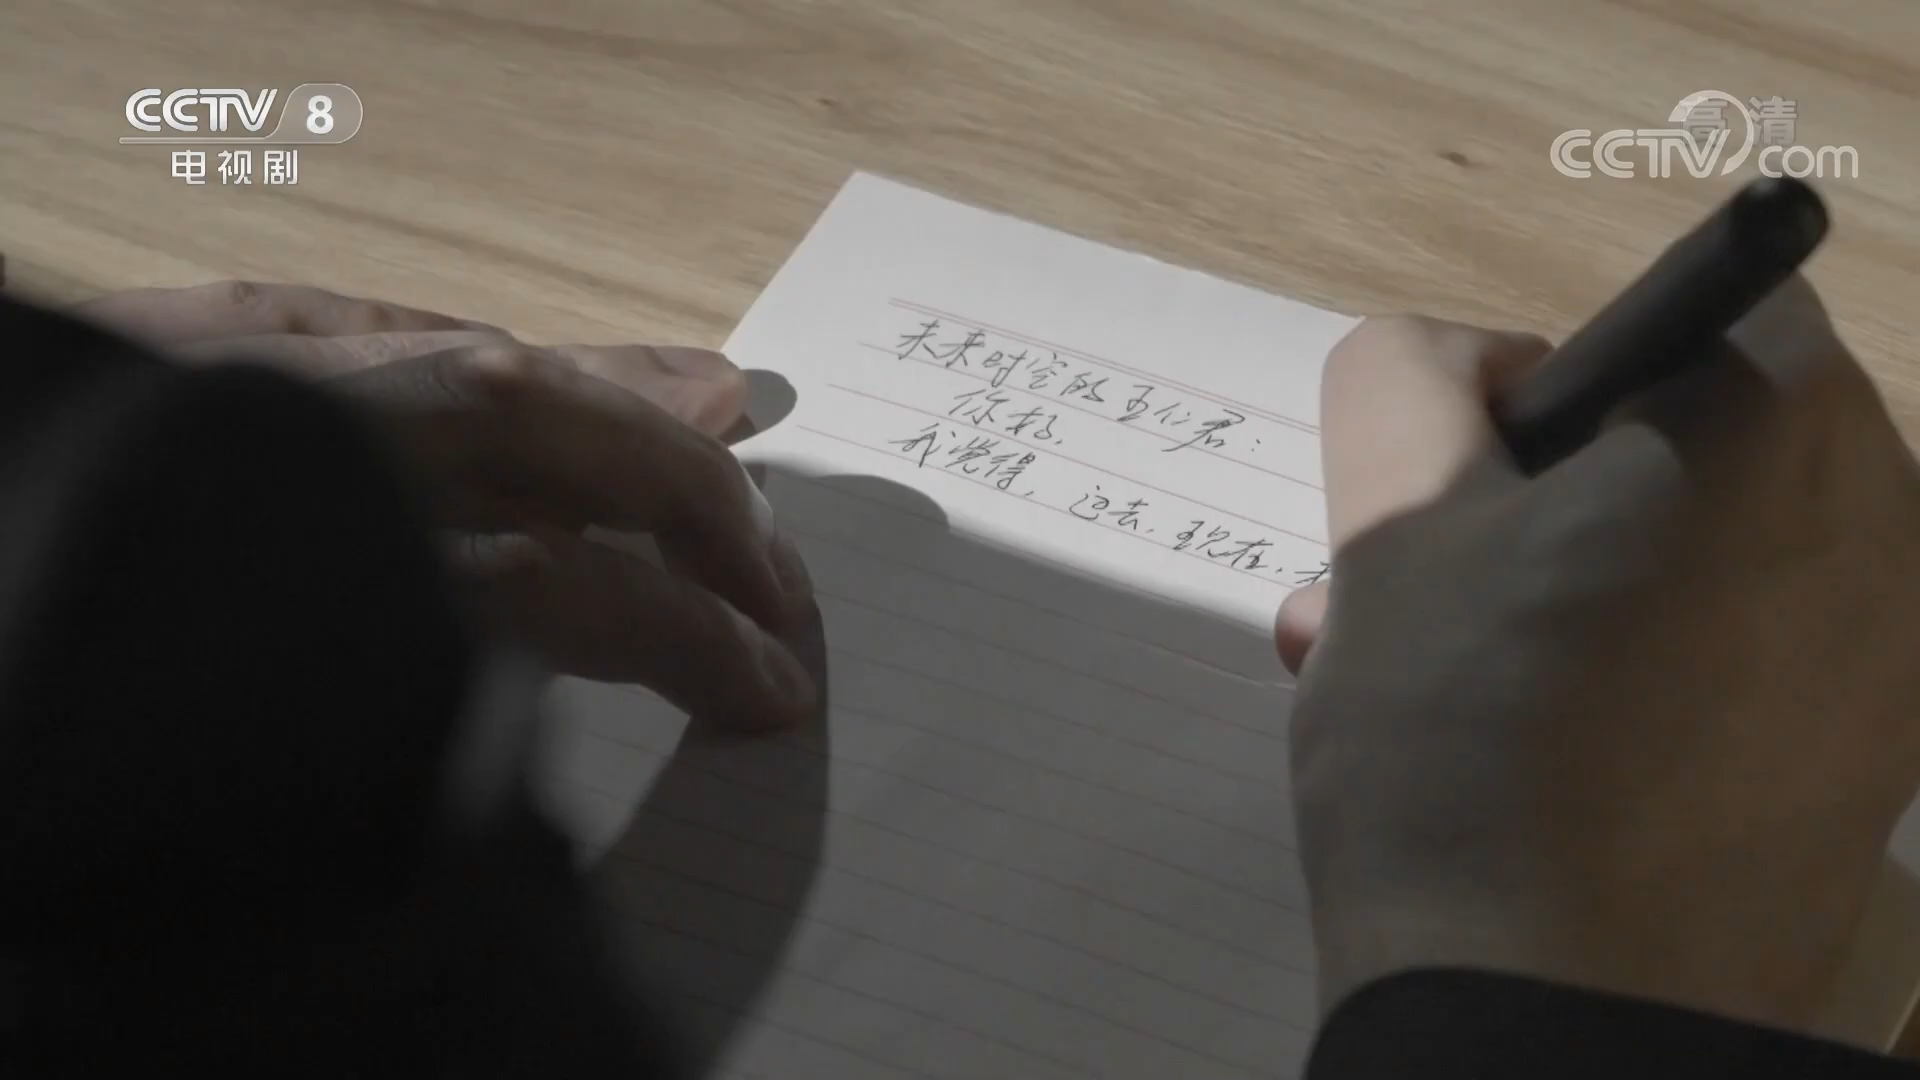 CCTV 8
电视剧
高清
CCTV com
未来时空的王仁君：
你好，
我觉得，过去，现在，未